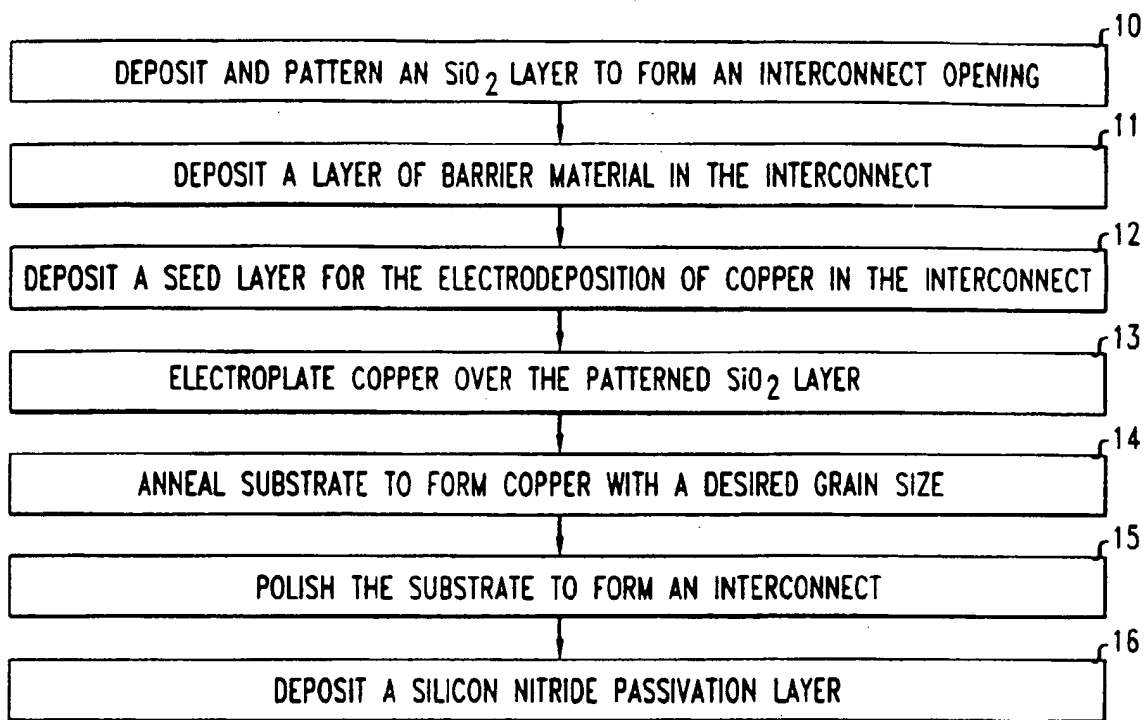 10
DEPOSIT AND PATTERN AN SiO2 LAYER TO FORM AN INTERCONNECT OPENING
11
DEPOSIT A LAYER OF BARRIER MATERIAL IN THE INTERCONNECT
12
DEPOSIT A SEED LAYER FOR THE ELECTRODEPOSITION OF COPPER IN THE INTERCONNECT
13
ELECTROPLATE COPPER OVER THE PATTERNED SiO2 LAYER
14
ANNEAL SUBSTRATE TO FORM COPPER WITH A DESIRED GRAIN SIZE
15
POLISH THE SUBSTRATE TO FORM AN INTERCONNECT
16
DEPOSIT A SILICON NITRIDE PASSIVATION LAYER